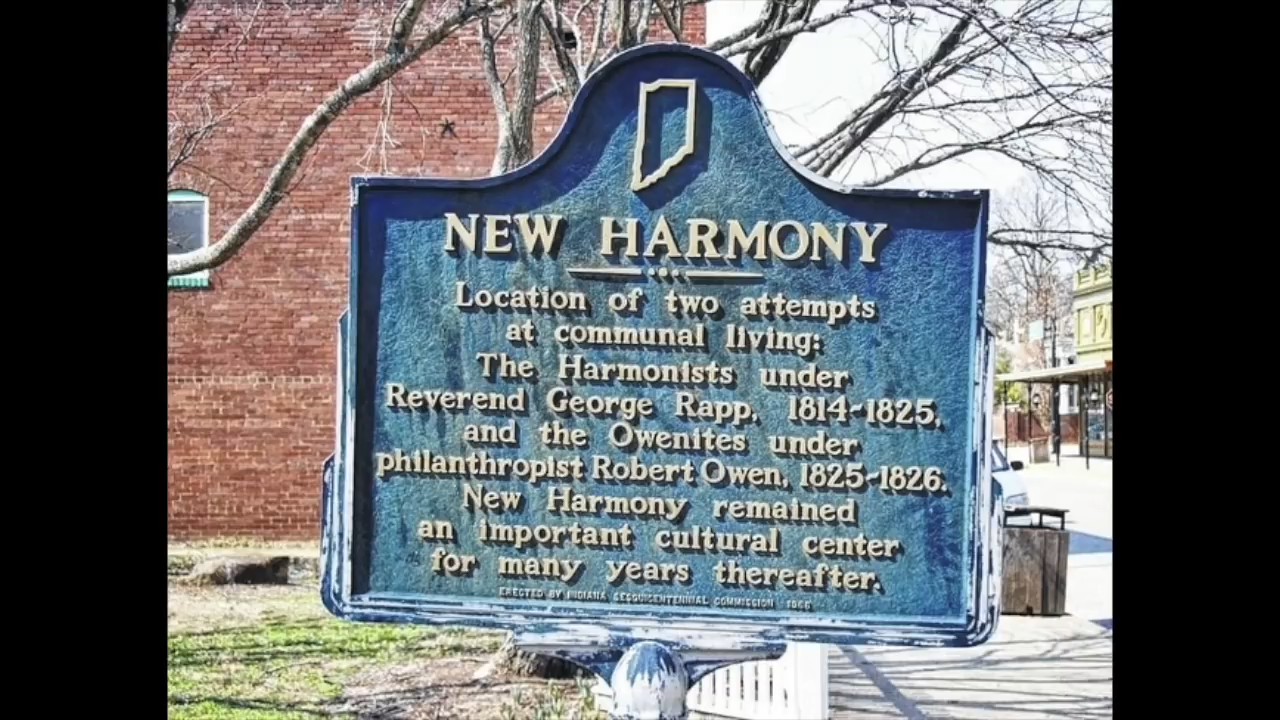 NEW HARMONY
Location of two attempts
at communal living:
The Harmonists under
Reverend George Rapp, 1814-1825,
and the Owenites under
philanthropist Robert Owen, 1825-1826.
New Harmony remained
an important cultural center
for many years thereafter.
ERECTED BY INDIANA SESQUICENTENNIAL COMMISSION 1966